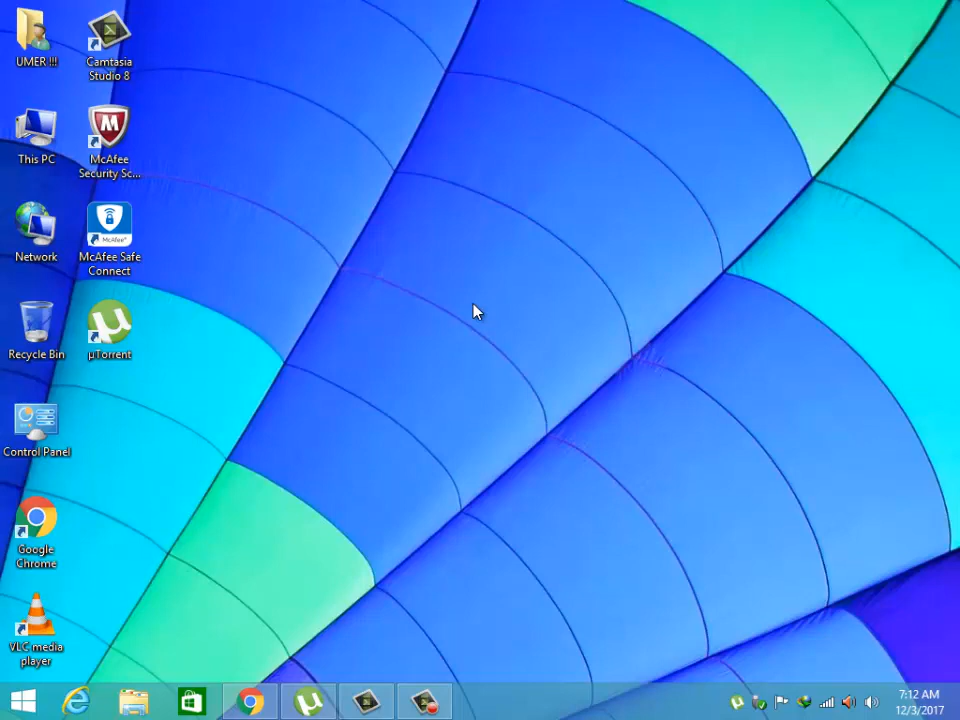 UMER !!!
Camtasia
Studio 8
This PC
McAfee
Security Sc...
Network
McAfee®
McAfee Safe
Connect
Recycle Bin
µTorrent
Control Panel
Google
Chrome
VLC media
player
7:12 AM
12/3/2017